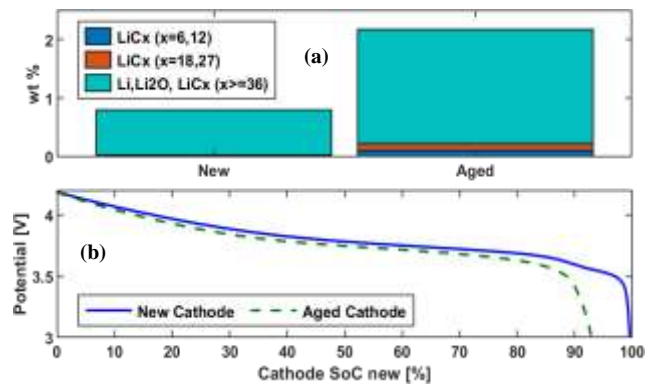 2
1
0
wt %
LiCx (x=6,12)
LiCx (x=18,27)
Li,Li2O, LiCx (x>=36)
(a)
New
Aged
4
3.5
3
Potential [V]
(b)
New Cathode
Aged Cathode
0
10
20
30
40
50
60
70
80
90
100
Cathode SoC new [%]